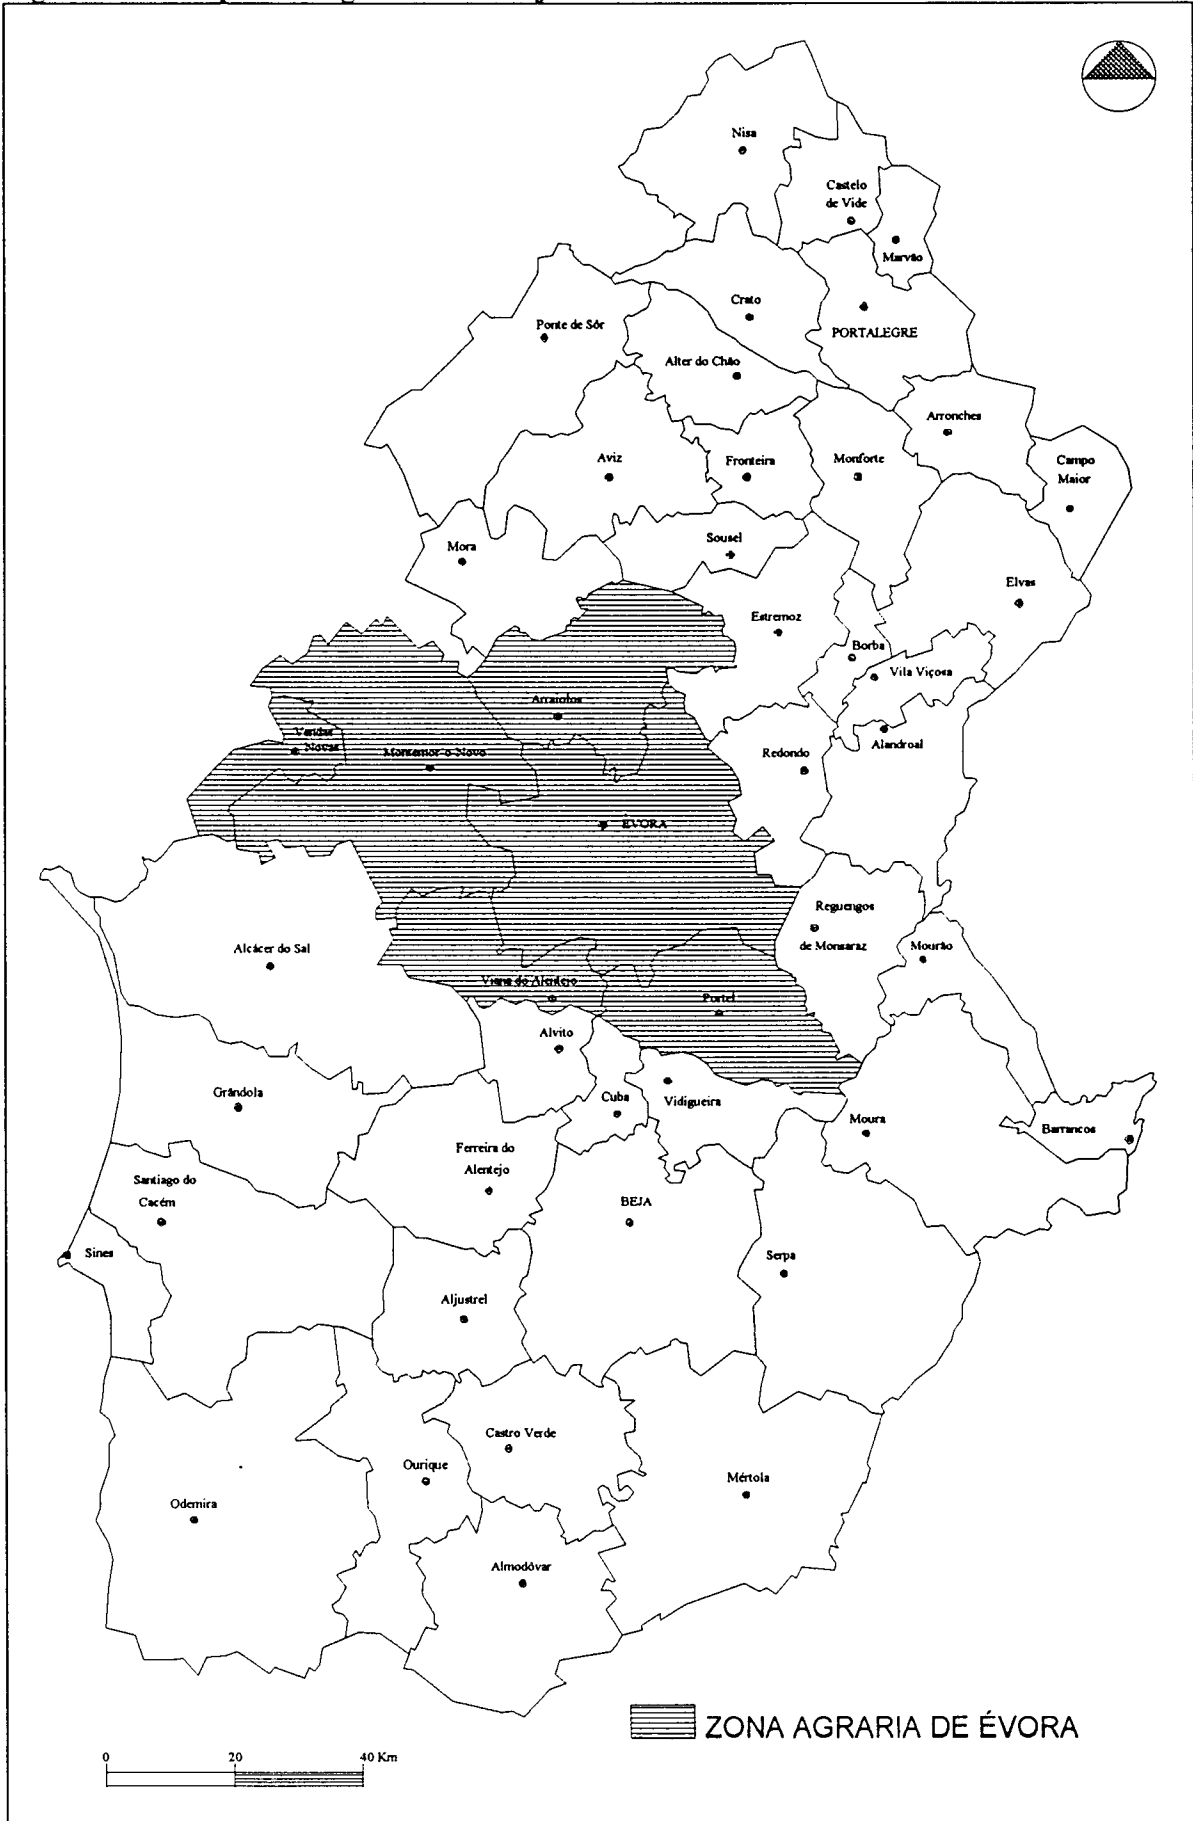 Nisa
Castelo
de Vide
Marvão
Crato
Ponte de Sôr
PORTALEGRE
Alter do Chão
Arronches
Aviz
Fronteira
Monforte
Campo
Maior
Sousel
Mora
Elvas
Estremoz
Borba
Vila Viçosa
Arraiolos
Vendas
Novas
Montemor-o-Novo
Redondo
Alandroal
ÉVORA
Reguengos
de Monsaraz
Mourão
Alcácer do Sal
Viana do Alentejo
Portel
Alvito
Grândola
Cuba
Vidigueira
Moura
Barrancos
Ferreira do
Alentejo
Santiago do
Cacém
BEJA
Sines
Serpa
Aljustrel
Castro Verde
Ourique
Mértola
Odemira
Almodôvar
ZONA AGRARIA DE ÉVORA
0 20 40 Km